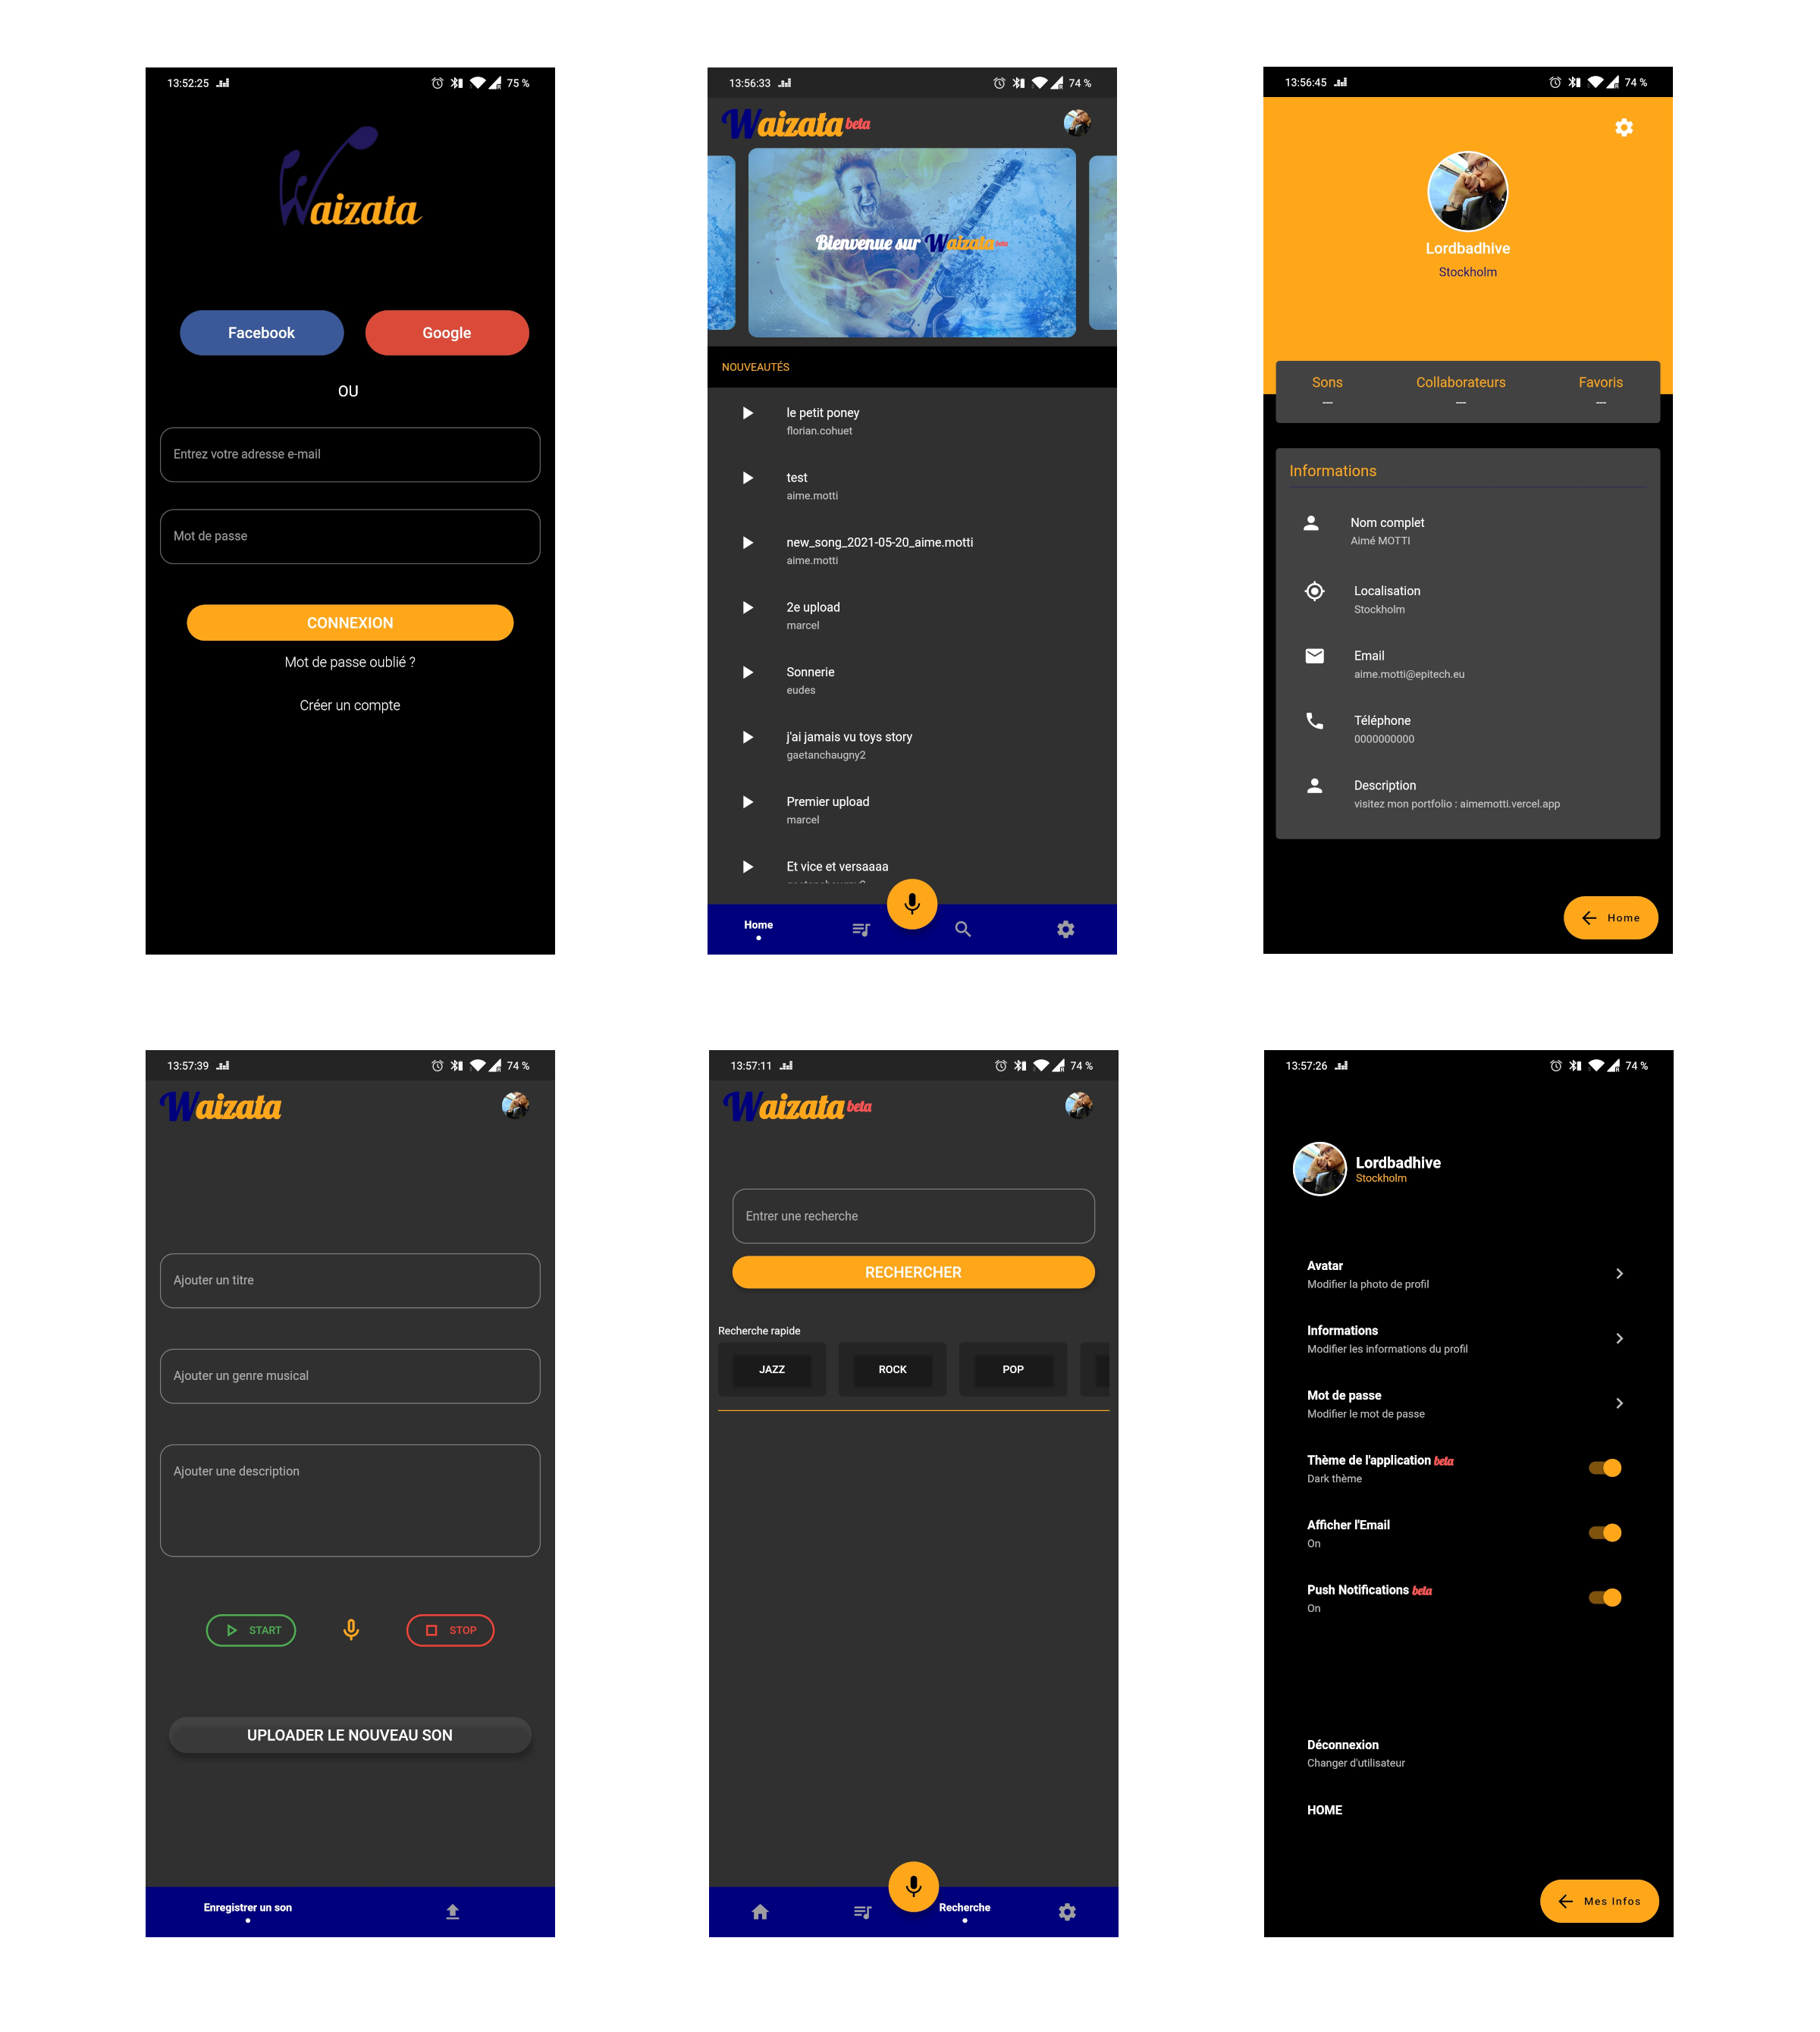 13:52:25
75 %
Waizata
Facebook
Google
OU
Entrez votre adresse e-mail
Mot de passe
CONNEXION
Mot de passe oublié ?
Créer un compte
13:56:33
74 %
Waizata beta
Bienvenue sur Waizata beta
NOUVEAUTÉS
le petit poney
florian.cohuet
test
aime.motti
new_song_2021-05-20_aime.motti
aime.motti
2e upload
marcel
Sonnerie
eudes
j'ai jamais vu toys story
gaetanchaugny2
Premier upload
marcel
Et vice et versaaaa
Home
13:56:45
74 %
Lordbadhive
Stockholm
Sons
Collaborateurs
Favoris
---
---
---
Informations
Nom complet
Aimé MOTTI
Localisation
Stockholm
Email
aime.motti@epitech.eu
Téléphone
0000000000
Description
visitez mon portfolio : aimemotti.vercel.app
Home
13:57:39
74 %
Waizata
Ajouter un titre
Ajouter un genre musical
Ajouter une description
START
STOP
UPLOADER LE NOUVEAU SON
Enregistrer un son
13:57:11
74 %
Waizata beta
Entrer une recherche
RECHERCHER
Recherche rapide
JAZZ
ROCK
POP
Recherche
13:57:26
74 %
Lordbadhive
Stockholm
Avatar
Modifier la photo de profil
Informations
Modifier les informations du profil
Mot de passe
Modifier le mot de passe
Thème de l'application beta
Dark thème
Afficher l'Email
On
Push Notifications beta
On
Déconnexion
Changer d'utilisateur
HOME
Mes Infos